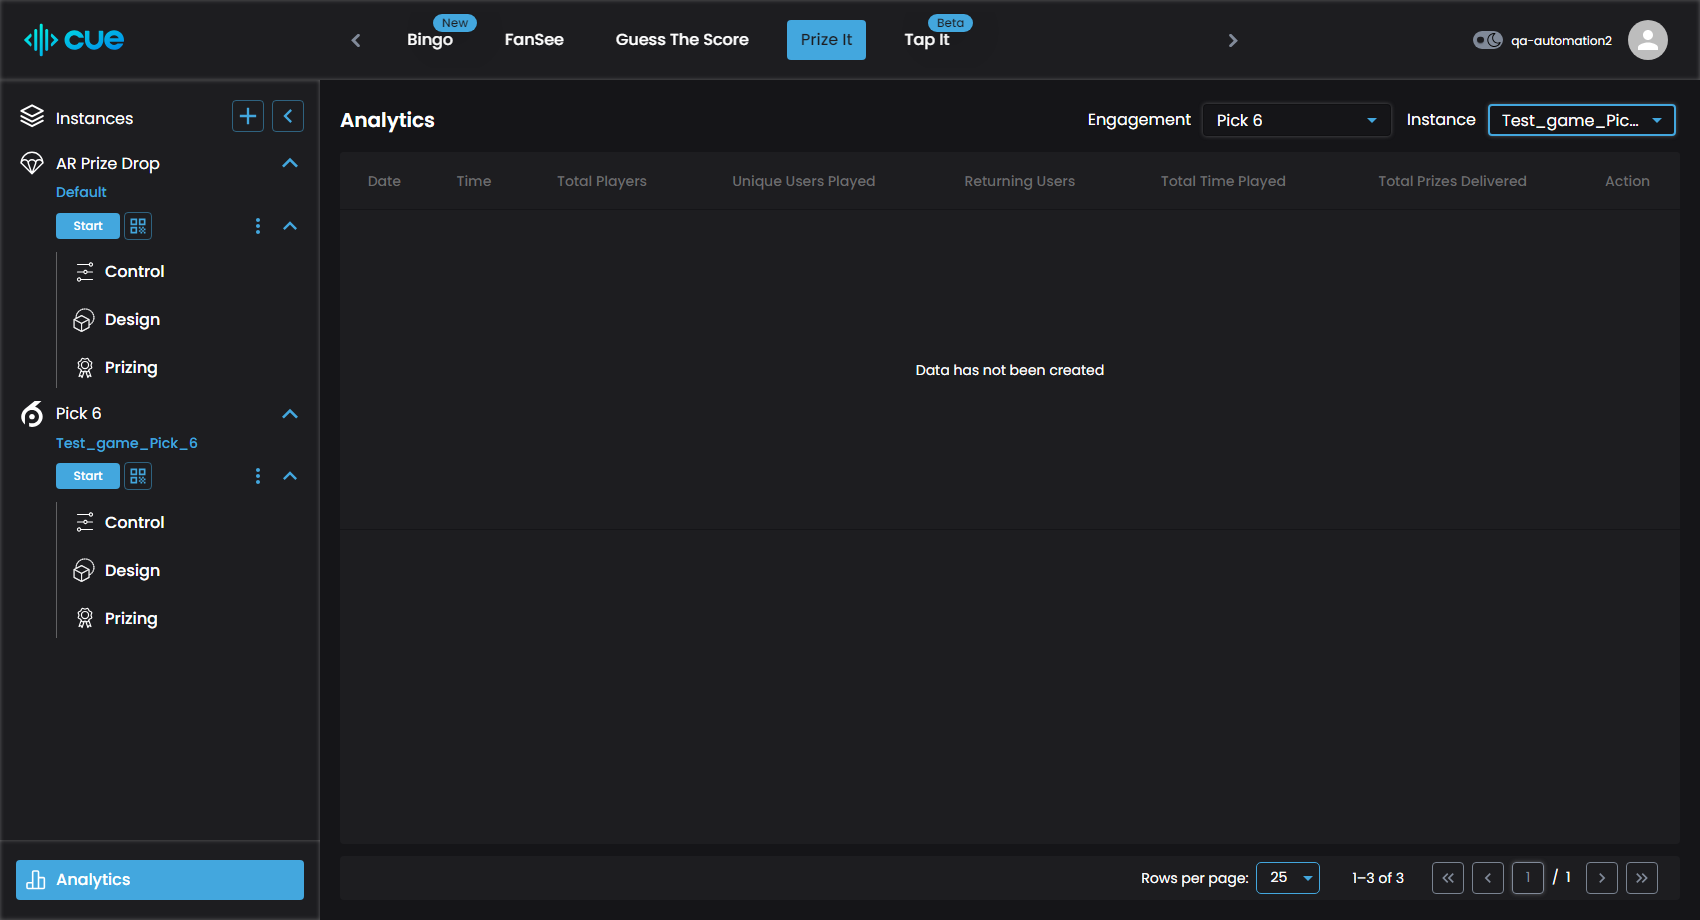 cue
Bingo
New
FanSee
Guess The Score
Prize It
Tap It
Beta
qa-automation2
Instances
AR Prize Drop
Default
Start
Control
Design
Prizing
Pick 6
Test_game_Pick_6
Start
Control
Design
Prizing
Analytics
Analytics
Engagement Pick 6 Instance Test_game_Pic...
Date Time Total Players Unique Users Played Returning Users Total Time Played Total Prizes Delivered Action
Data has not been created
Rows per page: 25 1–3 of 3 1 / 1